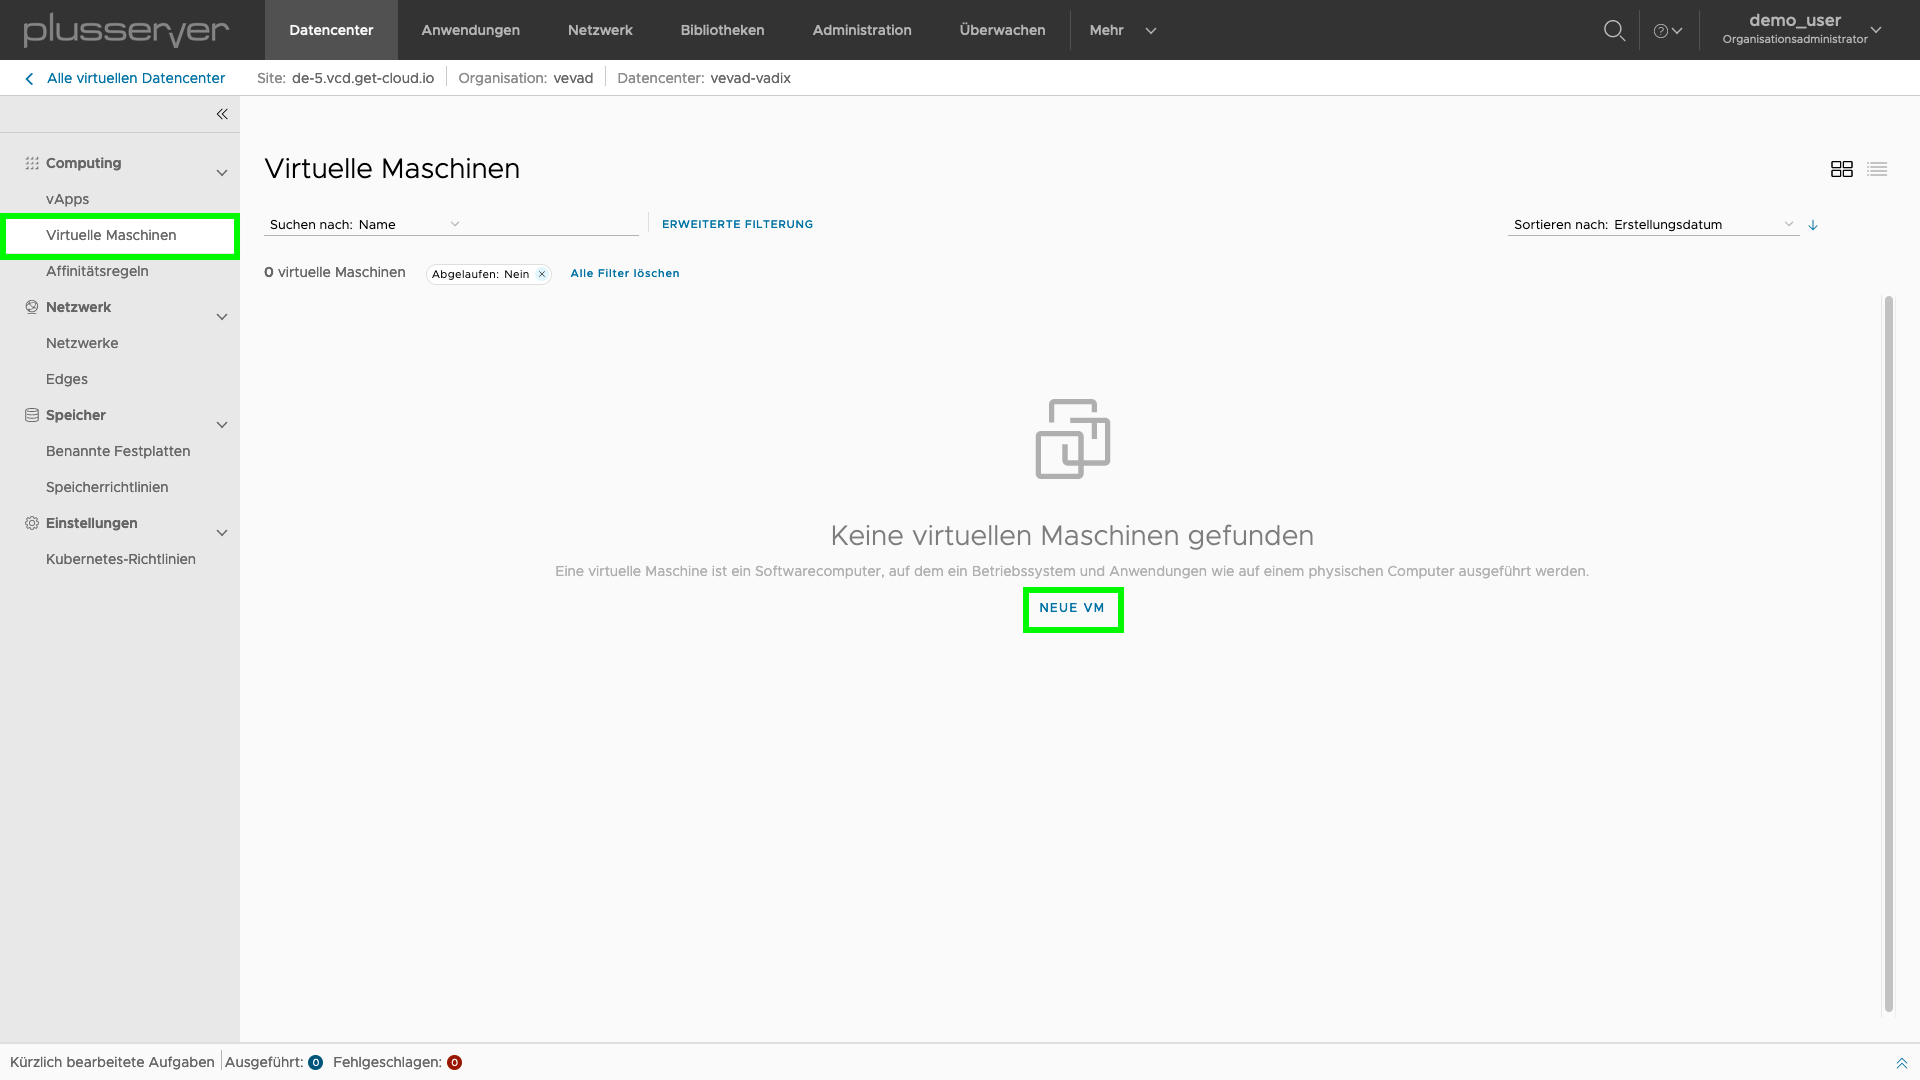 plusserver
Datencenter
Anwendungen
Netzwerk
Bibliotheken
Administration
Überwachen
Mehr
demo_user
Organisationsadministrator
Alle virtuellen Datencenter
Site: de-5.vcd.get-cloud.io
Organisation: vevad
Datencenter: vevad-vadix
Computing
vApps
Virtuelle Maschinen
Affinitätsregeln
Netzwerk
Netzwerke
Edges
Speicher
Benannte Festplatten
Speicherrichtlinien
Einstellungen
Kubernetes-Richtlinien
Virtuelle Maschinen
Suchen nach: Name
ERWEITERTE FILTERUNG
Sortieren nach: Erstellungsdatum
0 virtuelle Maschinen
Abgelaufen: Nein
Alle Filter löschen
Keine virtuellen Maschinen gefunden
Eine virtuelle Maschine ist ein Softwarecomputer, auf dem ein Betriebssystem und Anwendungen wie auf einem physischen Computer ausgeführt werden.
NEUE VM
Kürzlich bearbeitete Aufgaben
Ausgeführt: 0
Fehlgeschlagen: 0